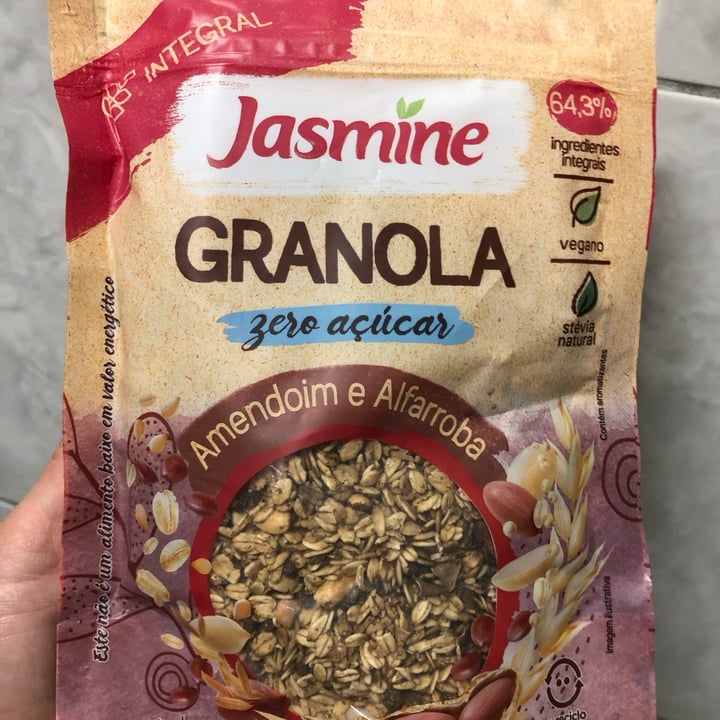 INTEGRAL
Jasmine
GRANOLA
zero açúcar
Amendoim e Alfarroba
64,3%
ingredientes
integrais
vegano
stévia
natural
Contém aromatizantes
Este não é um alimento baixo em valor energético
Imagem ilustrativa